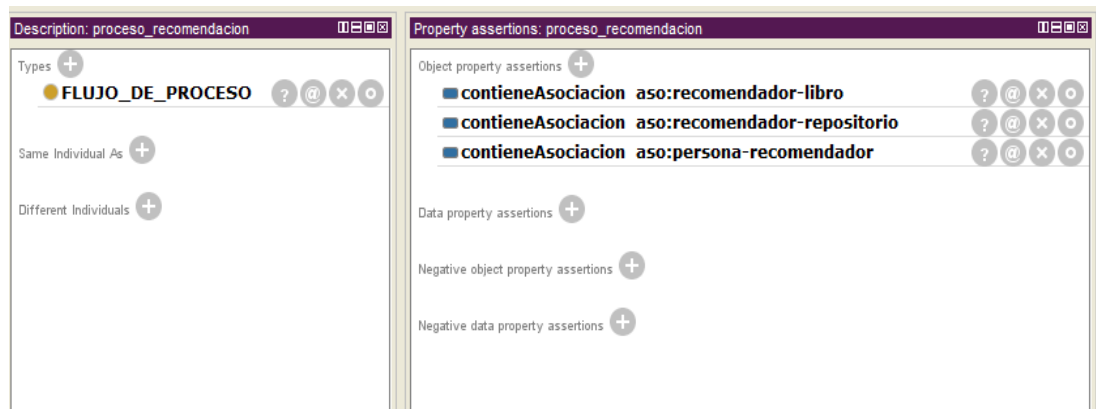 Description: proceso_recomendacion
Types
FLUJO_DE_PROCESO
Same Individual As
Different Individuals
Property assertions: proceso_recomendacion
Object property assertions
contieneAsociacion aso:recomendador-libro
contieneAsociacion aso:recomendador-repositorio
contieneAsociacion aso:persona-recomendador
Data property assertions
Negative object property assertions
Negative data property assertions